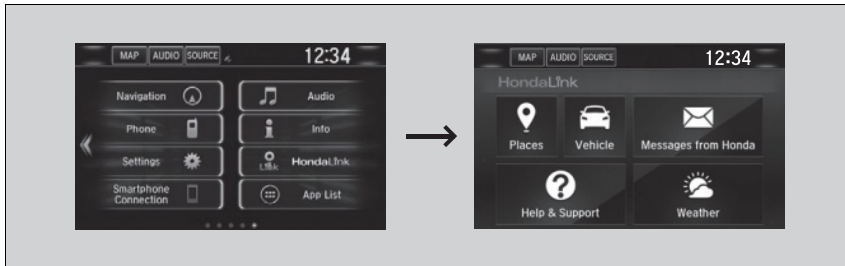 MAP AUDIO SOURCE 12:34
Navigation Audio
Phone Info
Settings Link HondaLink
Smartphone
Connection App List
MAP AUDIO SOURCE 12:34
HondaLink
Places Vehicle Messages from Honda
Help & Support Weather